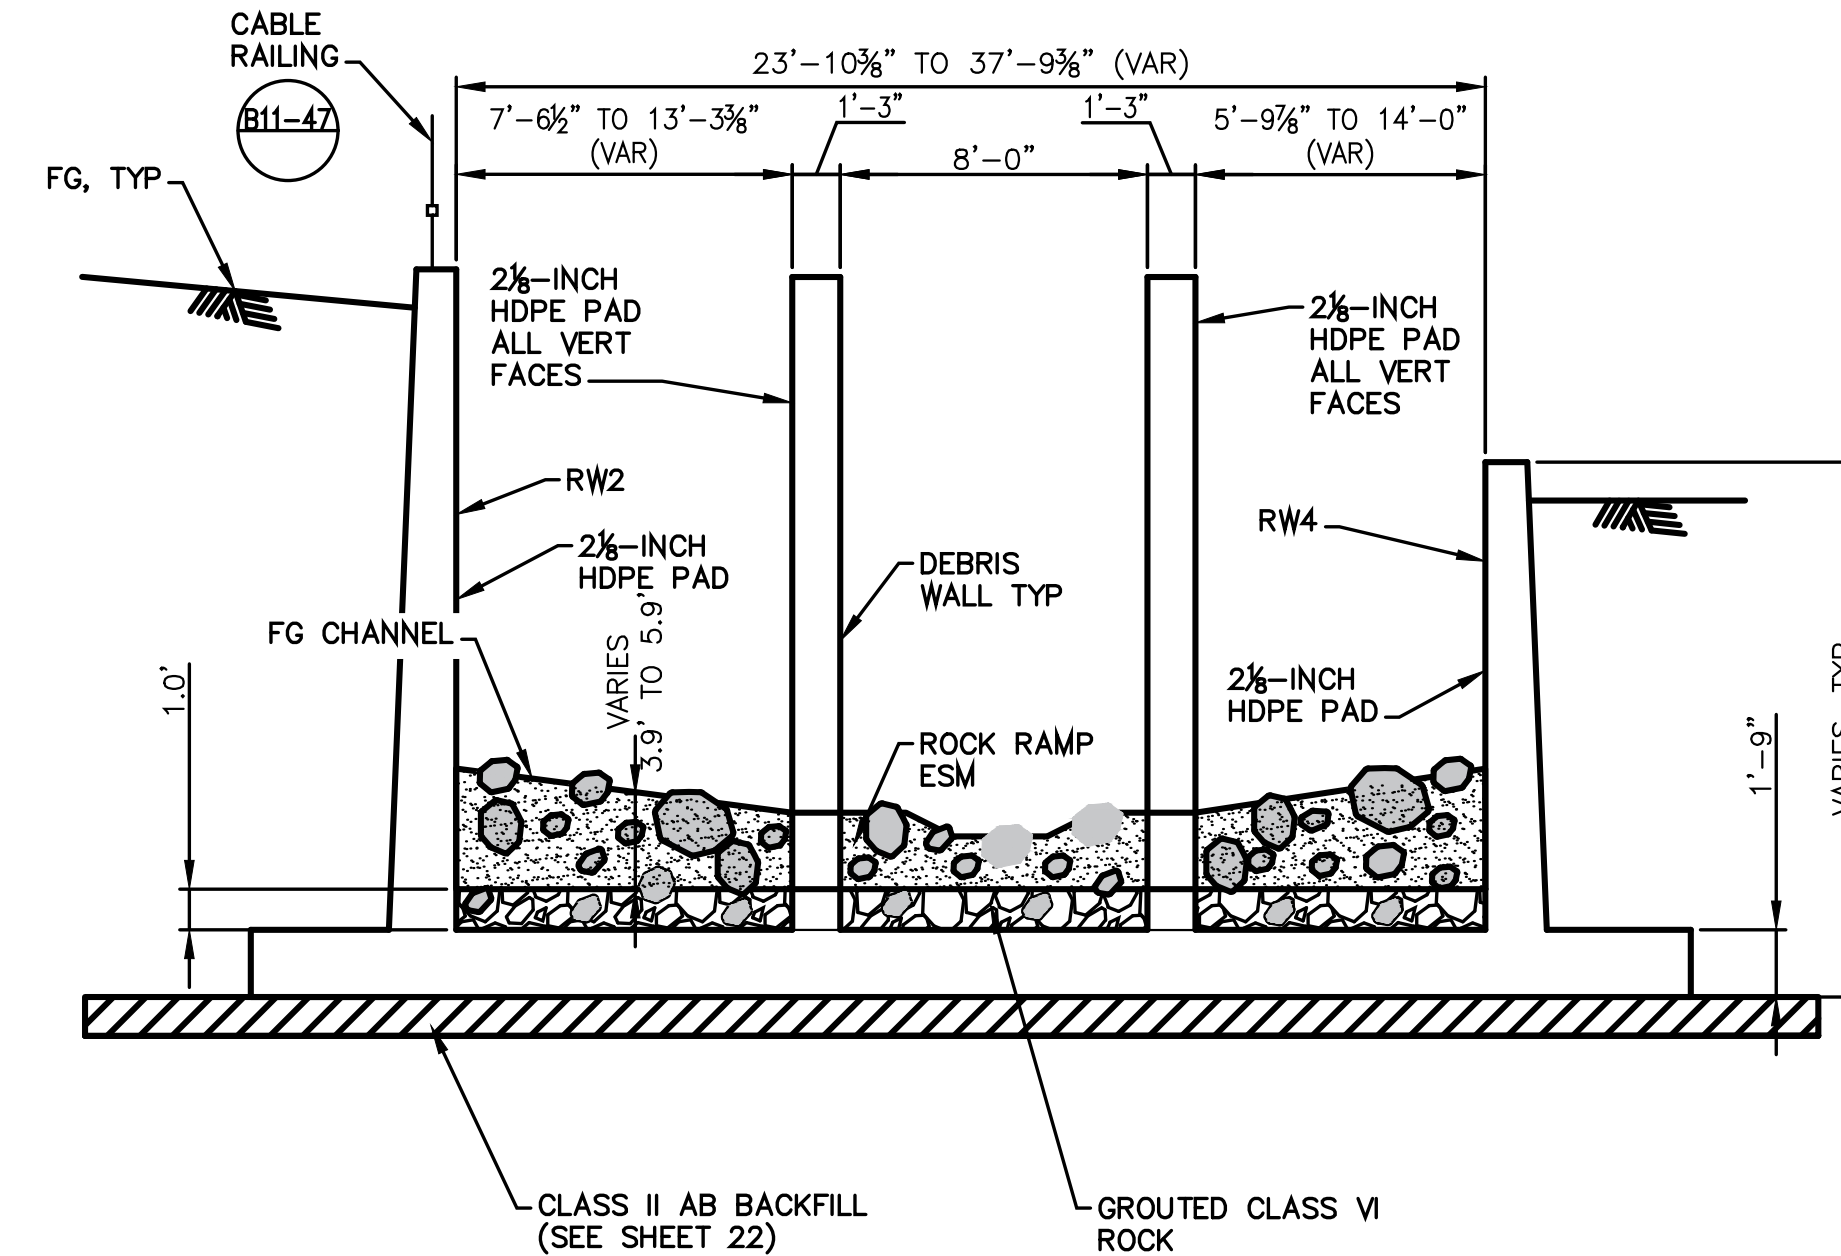 CABLE
RAILING
B11-47
FG, TYP
23'-10⅜" TO 37'-9⅜" (VAR)
7'-6½" TO 13'-3⅜"
(VAR)
1'-3"
8'-0"
1'-3"
5'-9⅞" TO 14'-0"
(VAR)
2⅛-INCH
HDPE PAD
ALL VERT
FACES
2⅛-INCH
HDPE PAD
ALL VERT
FACES
RW2
2⅛-INCH
HDPE PAD
RW4
DEBRIS
WALL TYP
FG CHANNEL
VARIES
3.9' TO 5.9'
1.0'
2⅛-INCH
HDPE PAD
ROCK RAMP
ESM
1'-9"
VARIES, TYP
CLASS II AB BACKFILL
(SEE SHEET 22)
GROUTED CLASS VI
ROCK